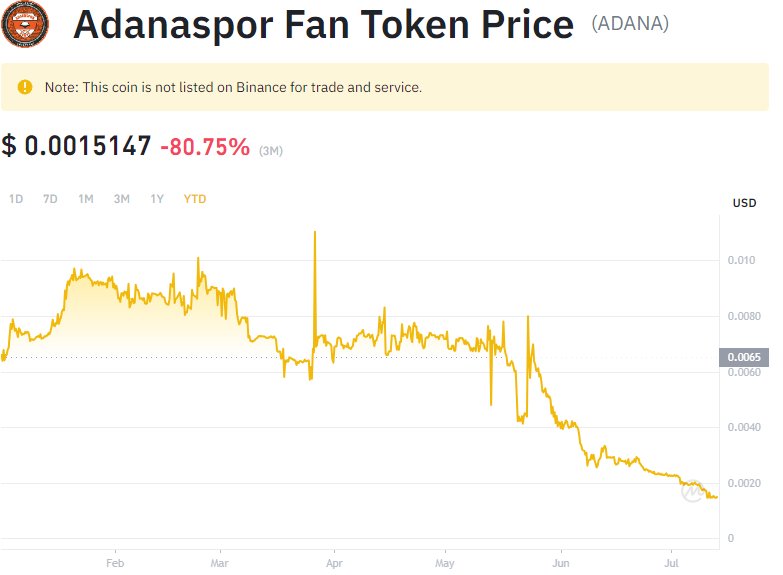 Adanaspor Fan Token Price (ADANA)
Note: This coin is not listed on Binance for trade and service.
$ 0.0015147 -80.75% (3M)
1D 7D 1M 3M 1Y YTD
USD
0.010
0.0080
0.0065
0.0060
0.0040
0.0020
0
Feb Mar Apr May Jun Jul